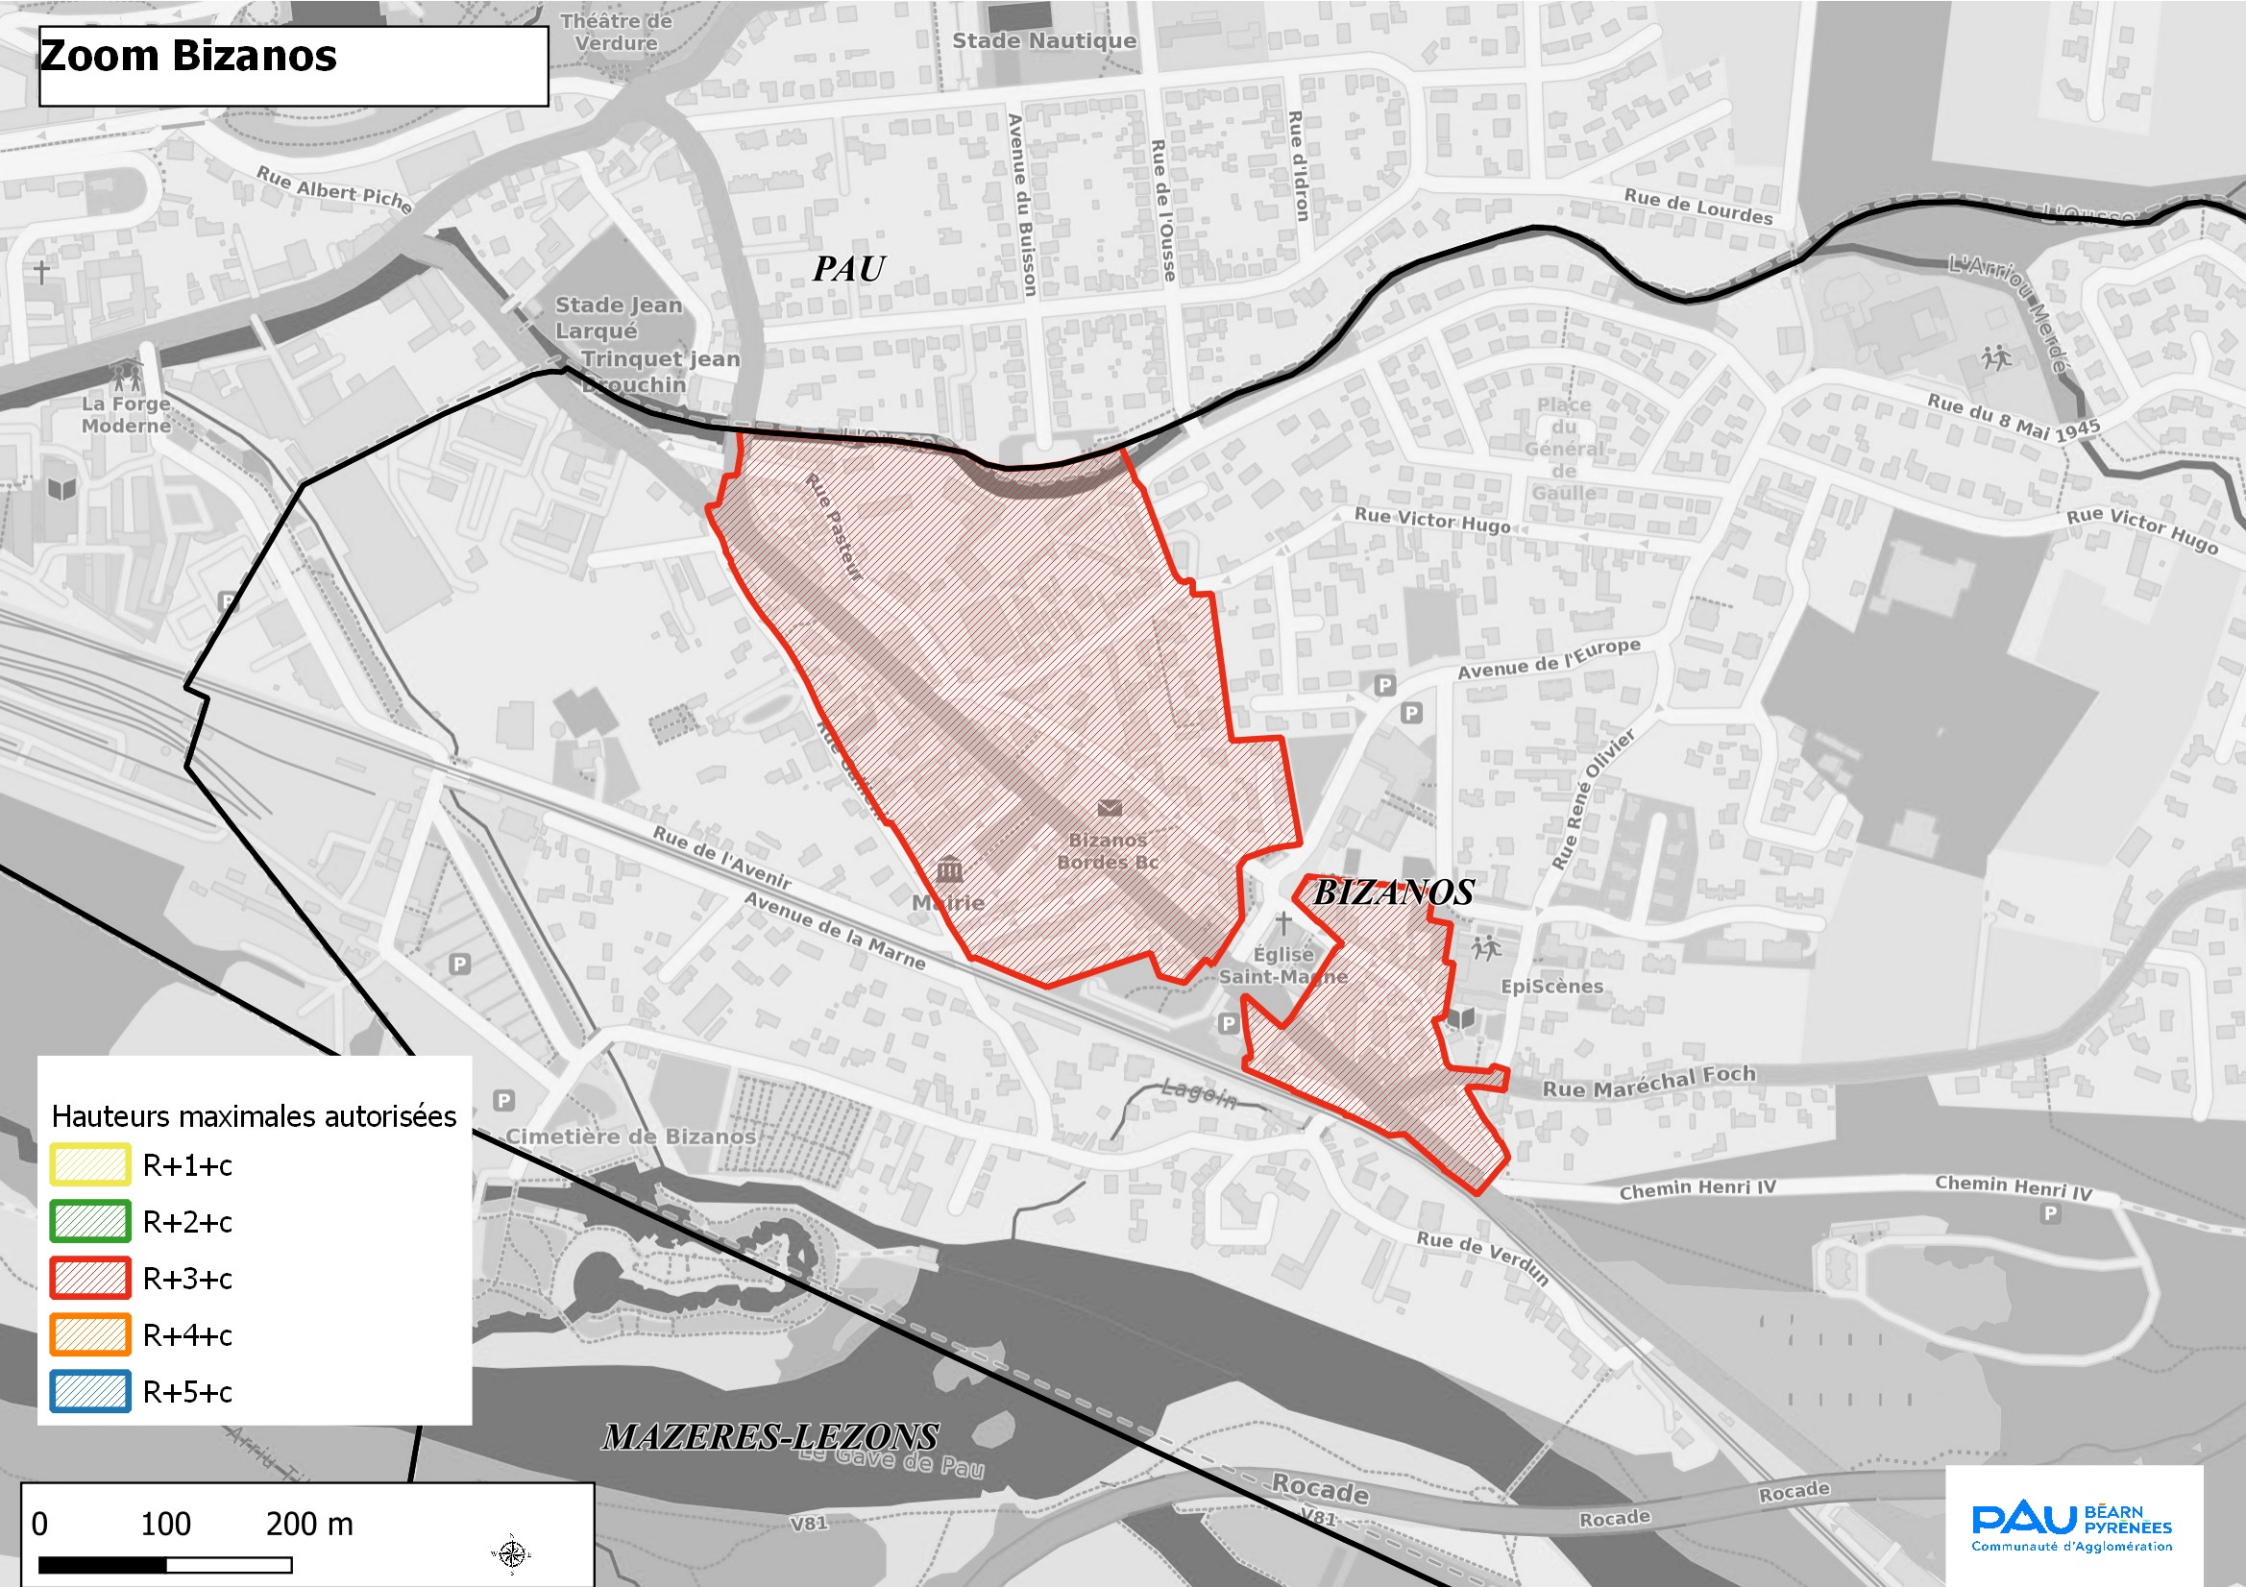 Zoom Bizanos
Théâtre de
Verdure
Stade Nautique
Rue Albert Piche
Avenue du Buisson
Rue de l'Ousse
Rue d'Idron
Rue de Lourdes
L'Ousse
L'Arriou Merdé
PAU
Stade Jean
Larqué
Trinquet jean
Brouchin
La Forge
Moderne
P
L'Ousse
Rue Pasteur
Place
du
Général
de
Gaulle
Rue du 8 Mai 1945
Rue Victor Hugo
Rue Victor Hugo
Avenue de l'Europe
P
P
Rue René Olivier
Bizanos
Bordes Bc
Mairie
Rue de l'Avenir
Avenue de la Marne
P
BIZANOS
Église
Saint-Magne
EpiScènes
P
Rue Maréchal Foch
Lagoin
P
Cimetière de Bizanos
Chemin Henri IV
Chemin Henri IV
P
Rue de Verdun
Hauteurs maximales autorisées
R+1+c
R+2+c
R+3+c
R+4+c
R+5+c
MAZERES-LEZONS
Le Gave de Pau
Rocade
V81
V81
Rocade
Rocade
0 100 200 m
PAU BÉARN
PYRÉNÉES
Communauté d'Agglomération